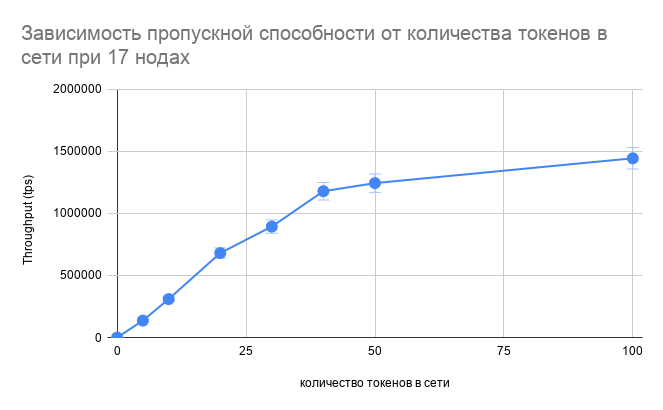 Зависимость пропускной способности от количества токенов в
сети при 17 нодах
Throughput (tps)
2000000
1500000
1000000
500000
0
0 25 50 75 100
количество токенов в сети